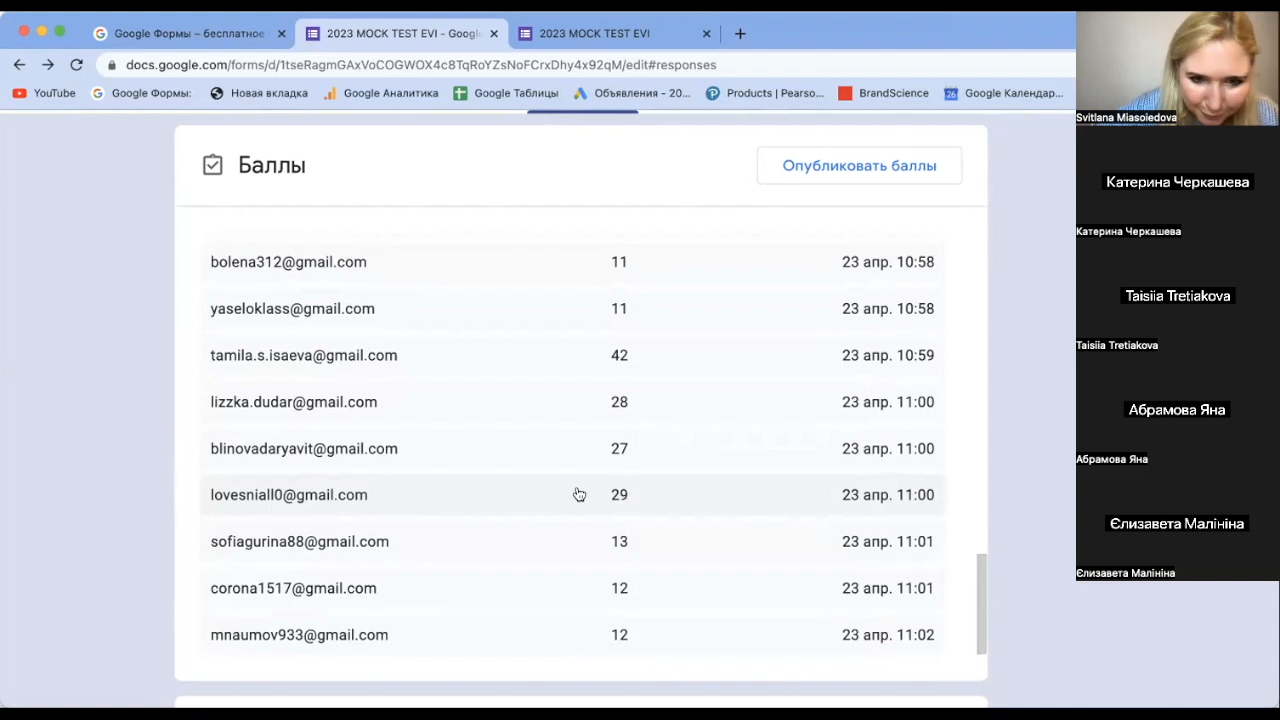 Google Формы – бесплатное
2023 MOCK TEST EVI - Googl
2023 MOCK TEST EVI
docs.google.com/forms/d/1tseRagmGAxVoCOGWOX4c8TqRoYZsNoFCrxDhy4x92qM/edit#responses
YouTube
Google Формы:
Новая вкладка
Google Аналитика
Google Таблицы
Объявления - 20...
Products | Pearso...
BrandScience
26
Google Календар...
Баллы
Опубликовать баллы
bolena312@gmail.com 11 23 апр. 10:58
yaseloklass@gmail.com 11 23 апр. 10:58
tamila.s.isaeva@gmail.com 42 23 апр. 10:59
lizzka.dudar@gmail.com 28 23 апр. 11:00
blinovadaryavit@gmail.com 27 23 апр. 11:00
lovesniall0@gmail.com 29 23 апр. 11:00
sofiagurina88@gmail.com 13 23 апр. 11:01
corona1517@gmail.com 12 23 апр. 11:01
mnaumov933@gmail.com 12 23 апр. 11:02
Svitlana Miasoiedova
Катерина Черкашева
Катерина Черкашева
Taisiia Tretiakova
Taisiia Tretiakova
Абрамова Яна
Абрамова Яна
Єлизавета Малініна
Єлизавета Малініна